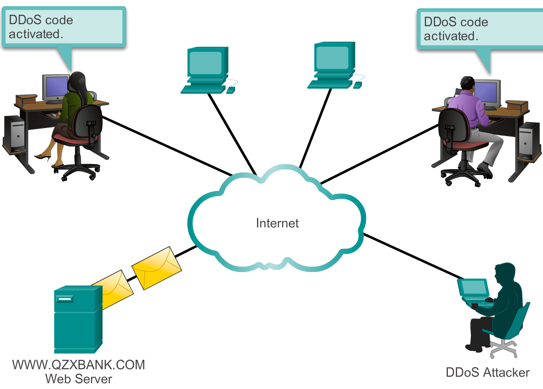 DDoS code
activated.
DDoS code
activated.
Internet
WWW.QZXBANK.COM
Web Server
DDoS Attacker